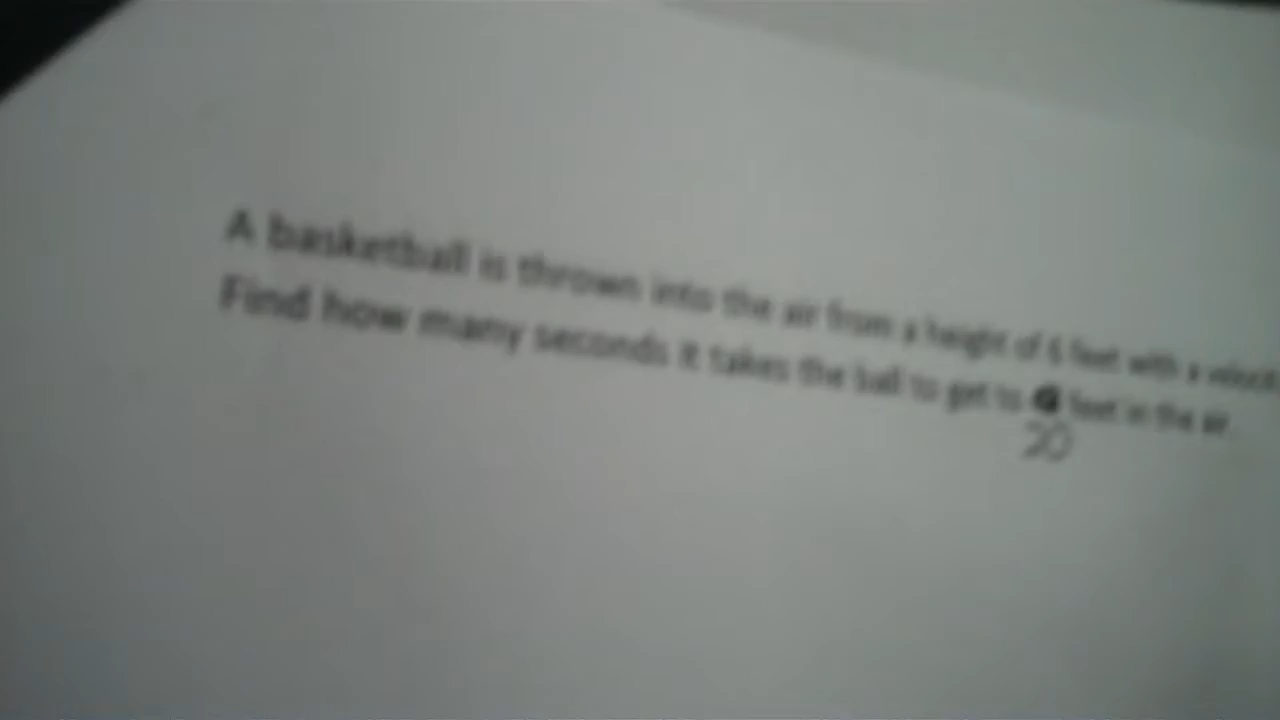 A basketball is thrown into the air from a height of 6 feet with a
Find how many seconds it takes the ball to get to feet in the air.
20